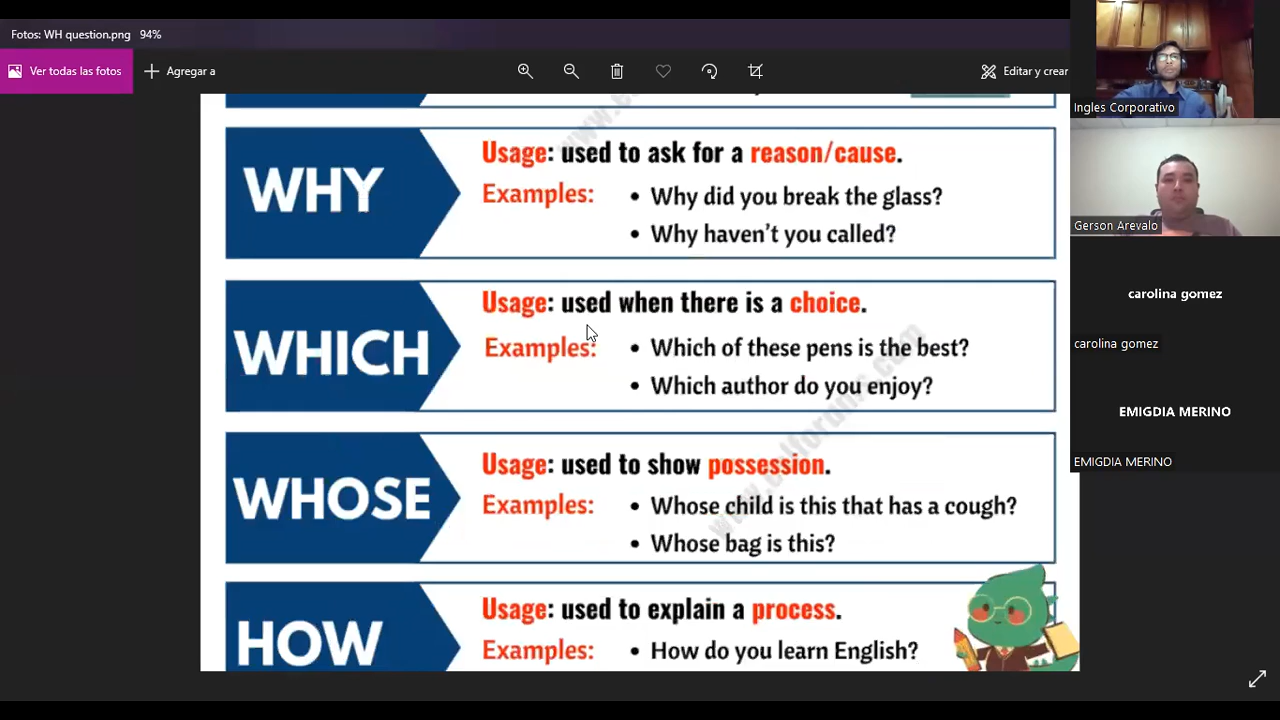 Fotos: WH question.png 94%
Ver todas las fotos
Agregar a
Editar y crear
Ingles Corporativo
WHY
Usage: used to ask for a reason/cause.
Examples:
• Why did you break the glass?
• Why haven't you called?
Gerson Arevalo
WHICH
Usage: used when there is a choice.
Examples:
• Which of these pens is the best?
• Which author do you enjoy?
carolina gomez
carolina gomez
WHOSE
Usage: used to show possession.
Examples:
• Whose child is this that has a cough?
• Whose bag is this?
EMIGDIA MERINO
EMIGDIA MERINO
HOW
Usage: used to explain a process.
Examples:
• How do you learn English?